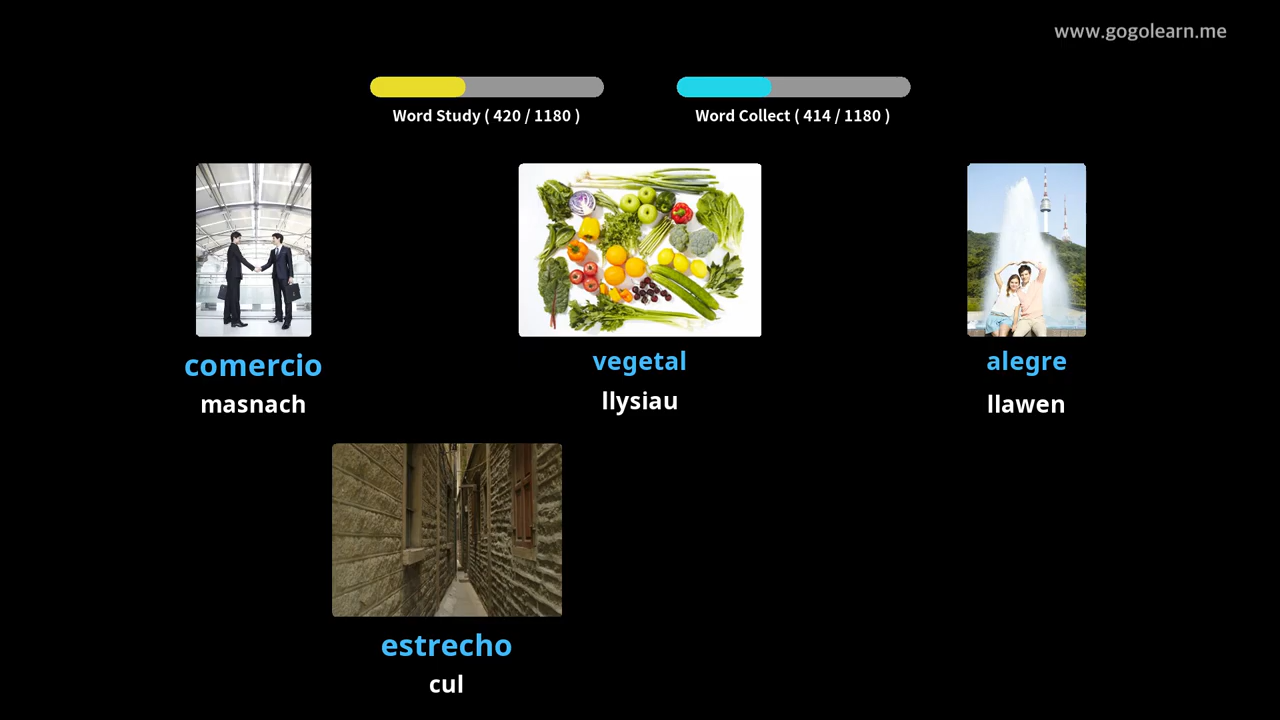 www.gogolearn.me
Word Study ( 420 / 1180 )
Word Collect ( 414 / 1180 )
comercio
masnach
vegetal
llysiau
alegre
llawen
estrecho
cul